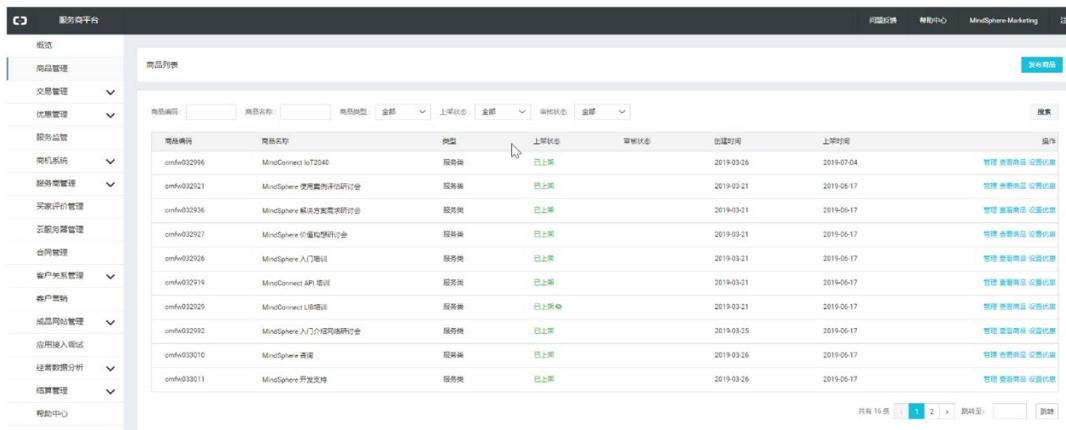 服务商平台 问题反馈 帮助中心 MindSphere-Marketing
概览
商品管理
交易管理
优惠管理
服务监管
商机系统
服务商管理
买家评价管理
云服务器管理
合同管理
客户关系管理
客户营销
成品网站管理
应用接入调试
经营数据分析
结算管理
帮助中心
商品列表 发布商品
商品编码: 商品名称: 商品类型: 全部 上架状态: 全部 审核状态: 全部 搜索
商品编码 商品名称 类型 上架状态 审核状态 创建时间 上架时间 操作
cmfw032996 MindConnect IoT2040 服务类 已上架 2019-03-26 2019-07-04 管理 查看商品 设置优惠
cmfw032921 MindSphere 使用案例评估研讨会 服务类 已上架 2019-03-21 2019-06-17 管理 查看商品 设置优惠
cmfw032936 MindSphere 解决方案需求研讨会 服务类 已上架 2019-03-21 2019-06-17 管理 查看商品 设置优惠
cmfw032927 MindSphere 价值构想研讨会 服务类 已上架 2019-03-21 2019-06-17 管理 查看商品 设置优惠
cmfw032926 MindSphere 入门培训 服务类 已上架 2019-03-21 2019-06-17 管理 查看商品 设置优惠
cmfw032919 MindConnect API 培训 服务类 已上架 2019-03-21 2019-06-17 管理 查看商品 设置优惠
cmfw032929 MindConnect LIB培训 服务类 已上架 2019-03-21 2019-06-17 管理 查看商品 设置优惠
cmfw032992 MindSphere 入门介绍网络研讨会 服务类 已上架 2019-03-25 2019-06-17 管理 查看商品 设置优惠
cmfw033010 MindSphere 咨询 服务类 已上架 2019-03-26 2019-06-17 管理 查看商品 设置优惠
cmfw033011 MindSphere 开发支持 服务类 已上架 2019-03-26 2019-06-17 管理 查看商品 设置优惠
共有 16 条 1 2 跳转至: 跳转